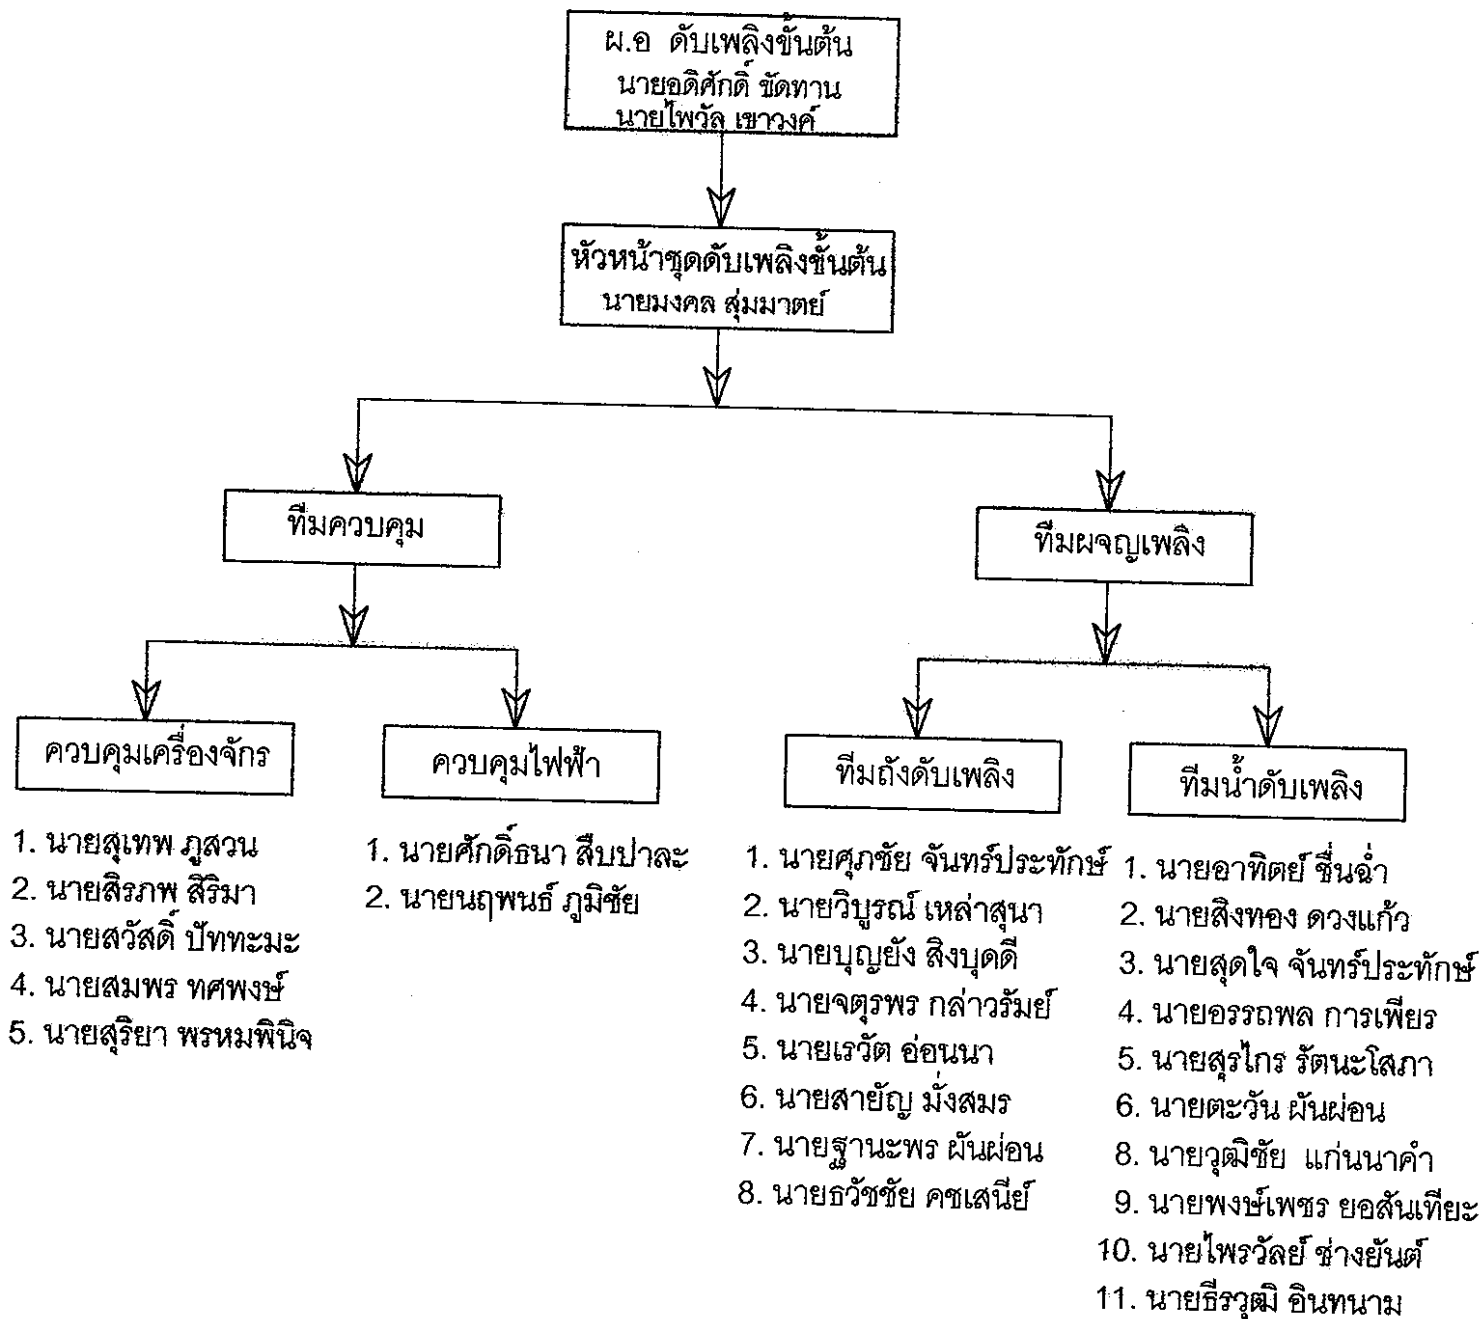 ผ.อ ดับเพลิงขั้นต้น
นายอดิศักดิ์ ขัดทาน
นายไพวัล เขาวงค์
หัวหน้าชุดดับเพลิงขั้นต้น
นายมงคล สุ่มมาตย์
ทีมควบคุม
ทีมผจญเพลิง
ควบคุมเครื่องจักร
ควบคุมไฟฟ้า
ทีมถังดับเพลิง
ทีมน้ำดับเพลิง
1. นายสุเทพ ภูสวน
2. นายสิรภพ สิริมา
3. นายสวัสดิ์ ปัททะมะ
4. นายสมพร ทศพงษ์
5. นายสุริยา พรหมพินิจ
1. นายศักดิ์ธนา สืบปาละ
2. นายนฤพนธ์ ภูมิชัย
1. นายศุภชัย จันทร์ประทักษ์
2. นายวิบูรณ์ เหล่าสุนา
3. นายบุญยัง สิงบุดดี
4. นายจตุรพร กล่าวรัมย์
5. นายเรวัต อ่อนนา
6. นายสายัญ มั่งสมร
7. นายฐานะพร ผันผ่อน
8. นายธวัชชัย คชเสนีย์
1. นายอาทิตย์ ชื่นฉ่ำ
2. นายสิงทอง ดวงแก้ว
3. นายสุดใจ จันทร์ประทักษ์
4. นายอรรถพล การเพียร
5. นายสุรไกร รัตนะโสภา
6. นายตะวัน ผันผ่อน
8. นายวุฒิชัย แก่นนาคำ
9. นายพงษ์เพชร ยอสันเทียะ
10. นายไพรวัลย์ ช่างยันต์
11. นายธีรวุฒิ อินทนาม